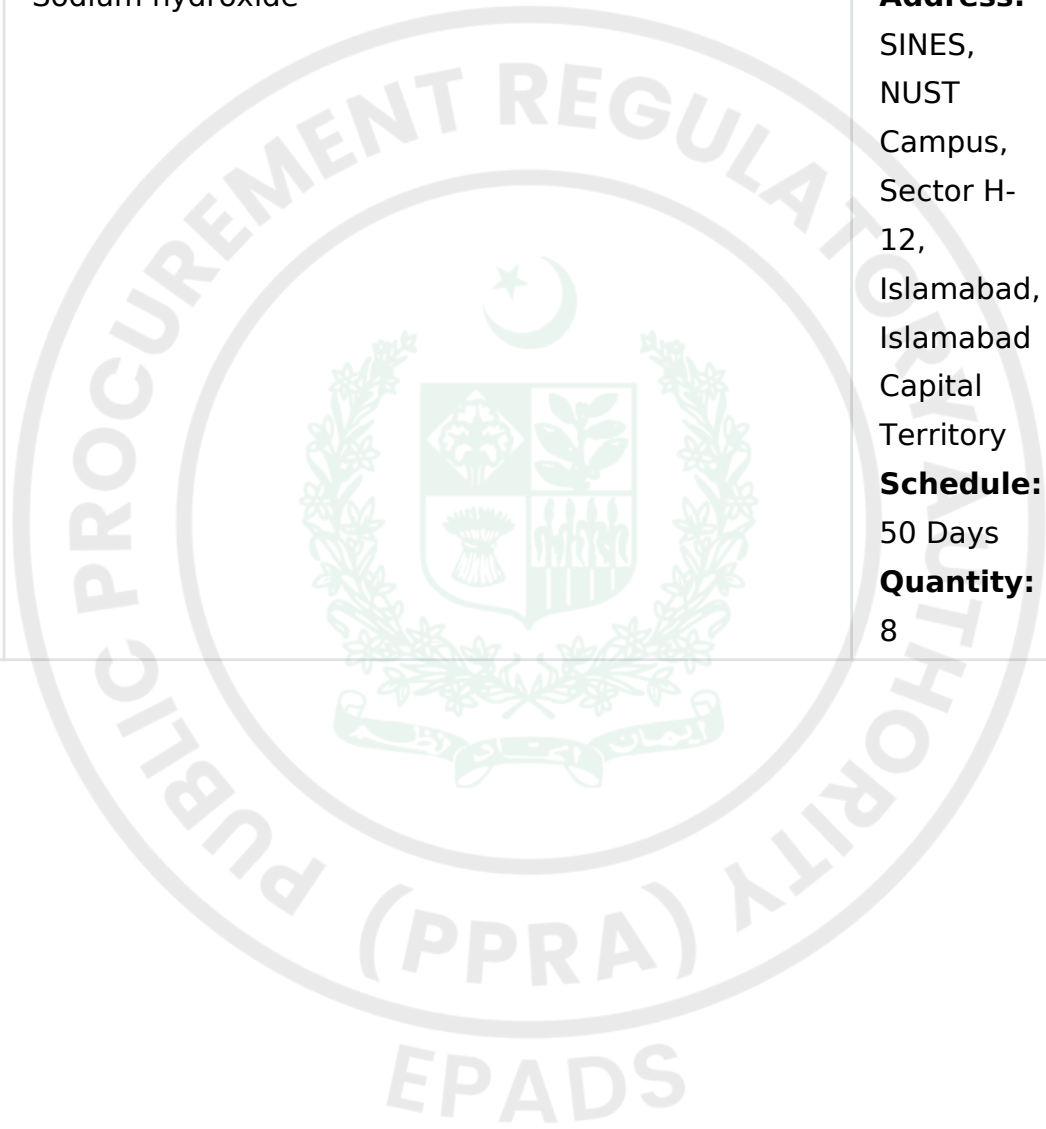 Sodium hydroxide
Address:
SINES,
NUST
Campus,
Sector H-
12,
Islamabad,
Islamabad
Capital
Territory
Schedule:
50 Days
Quantity:
8
PUBLIC PROCUREMENT REGULATORY AUTHORITY
(PPRA)
EPADS